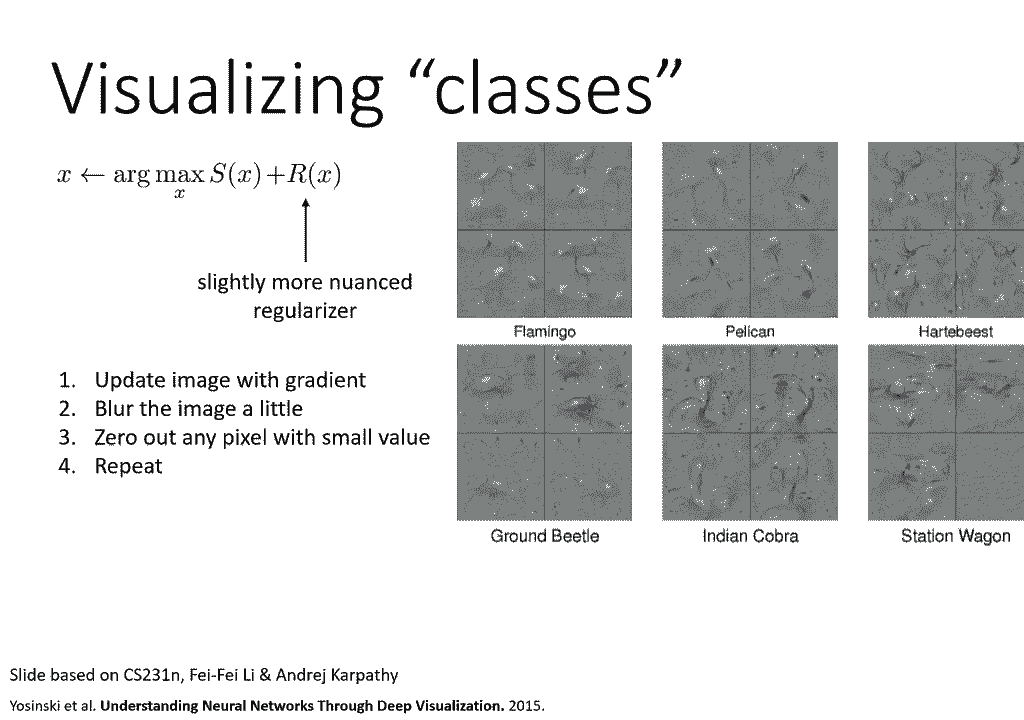 Visualizing “classes”
x ← arg max S(x) + R(x)
x
slightly more nuanced
regularizer
1. Update image with gradient
2. Blur the image a little
3. Zero out any pixel with small value
4. Repeat
Flamingo
Pelican
Hartebeest
Ground Beetle
Indian Cobra
Station Wagon
Slide based on CS231n, Fei-Fei Li & Andrej Karpathy
Yosinski et al. Understanding Neural Networks Through Deep Visualization. 2015.